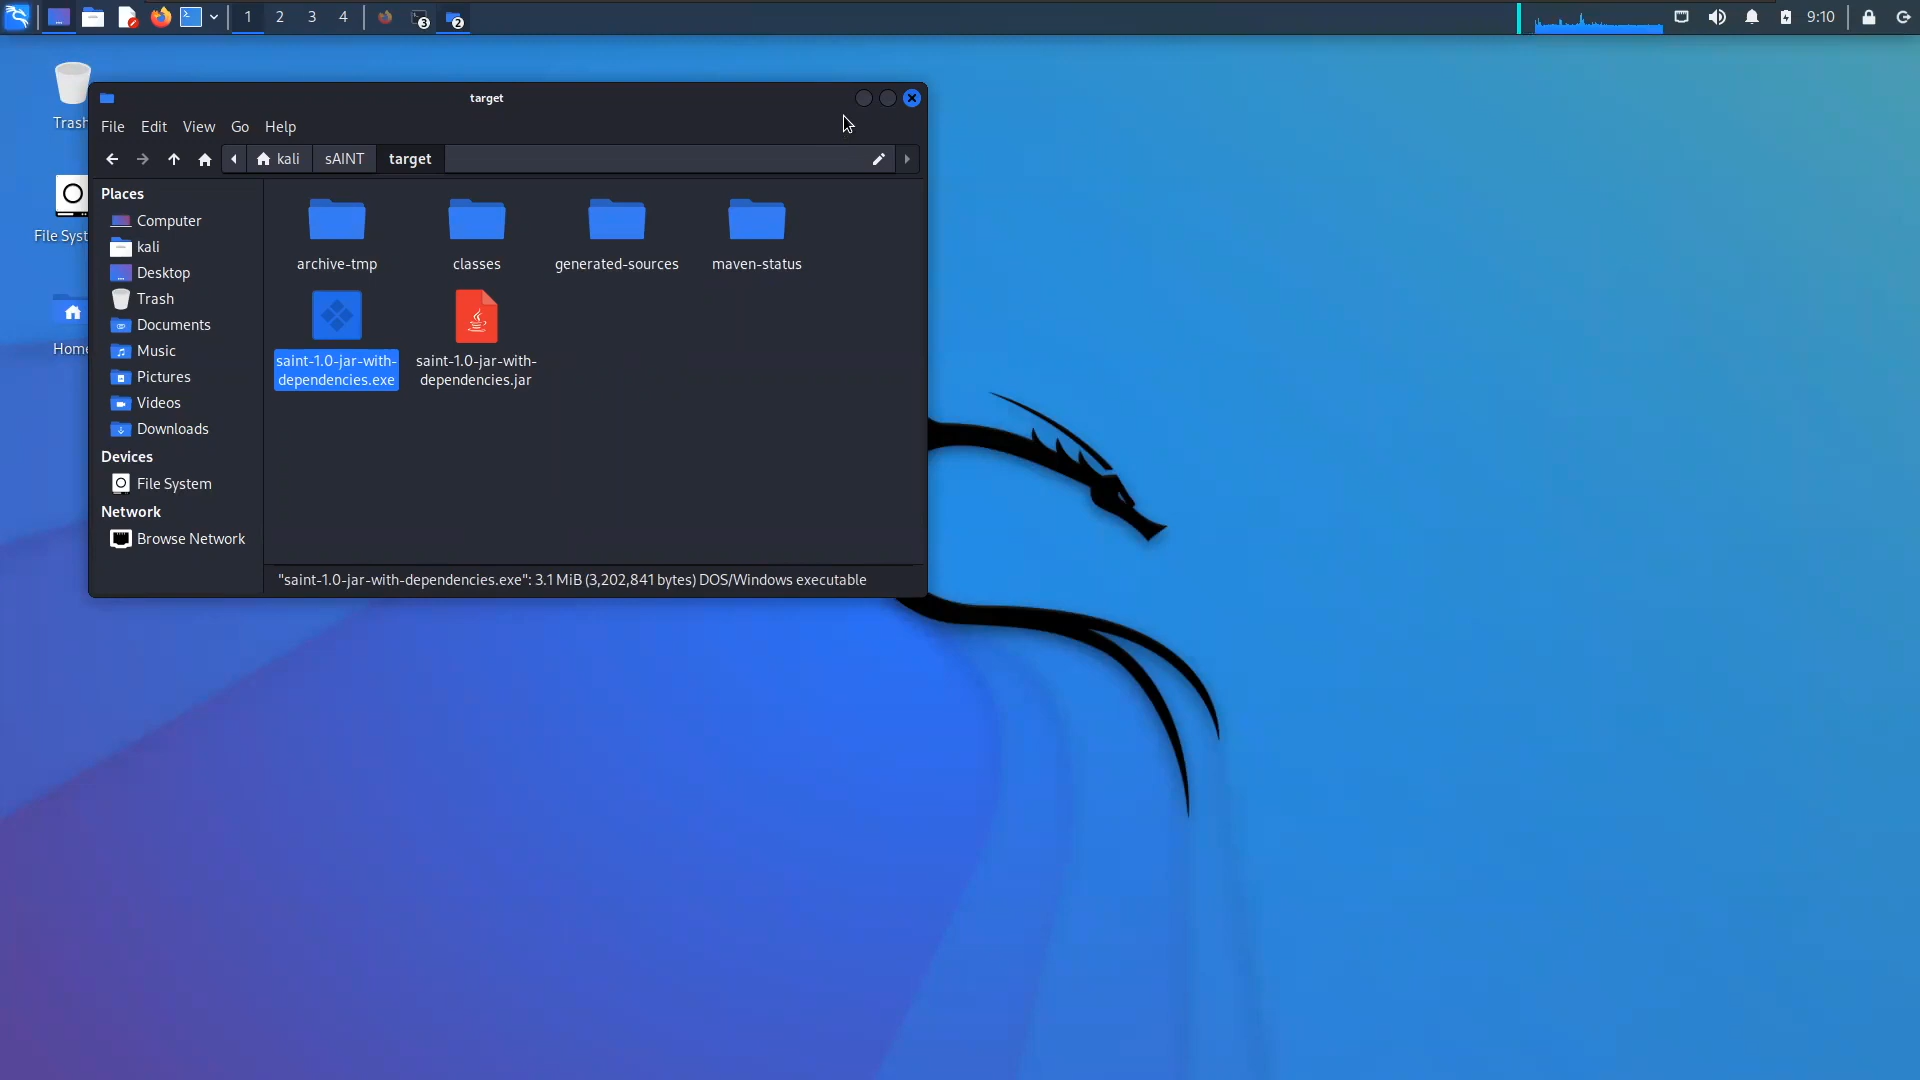 1 2 3 4 3 2 9:10
Trash
File Syst
Home
target
File Edit View Go Help
kali sAINT target
Places
Computer
kali
Desktop
Trash
Documents
Music
Pictures
Videos
Downloads
Devices
File System
Network
Browse Network
archive-tmp classes generated-sources maven-status
saint-1.0-jar-with-
dependencies.exe
saint-1.0-jar-with-
dependencies.jar
"saint-1.0-jar-with-dependencies.exe": 3.1 MiB (3,202,841 bytes) DOS/Windows executable